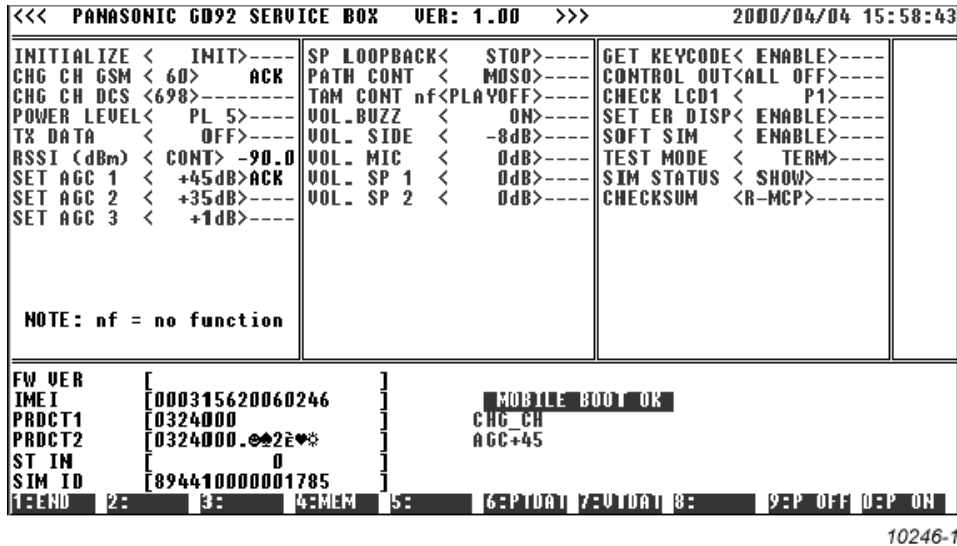 <<< PANASONIC GD92 SERVICE BOX VER: 1.00 >>> 2000/04/04 15:58:43
INITIALIZE < INIT>----
CHG CH GSM < 60> ACK
CHG CH DCS <698>--------
POWER LEVEL< PL 5>----
TX DATA < OFF>----
RSSI (dBm) < CONT> -90.0
SET AGC 1 < +45dB>ACK
SET AGC 2 < +35dB>----
SET AGC 3 < +1dB>----
NOTE: nf = no function
SP LOOPBACK< STOP>----
PATH CONT < M0S0>----
TAM CONT nf<PLAYOFF>----
VOL.BUZZ < ON>----
VOL. SIDE < -8dB>----
VOL. MIC < 0dB>----
VOL. SP 1 < 0dB>----
VOL. SP 2 < 0dB>----
GET KEYCODE< ENABLE>----
CONTROL OUT<ALL OFF>----
CHECK LCD1 < P1>----
SET ER DISP< ENABLE>----
SOFT SIM < ENABLE>----
TEST MODE < TERM>----
SIM STATUS < SHOW>------
CHECKSUM <R-MCP>------
FW VER [ ]
IMEI [000315620060246 ]
PRDCT1 [0324000 ]
PRDCT2 [0324000.☻♠2è♥☼ ]
ST IN [ 0 ]
SIM ID [894410000001785 ]
MOBILE BOOT OK
CHG_CH
AGC+45
1:END 2: 3: 4:MEM 5: 6:PTDAT 7:VTDAT 8: 9:P OFF 0:P ON
10246-1